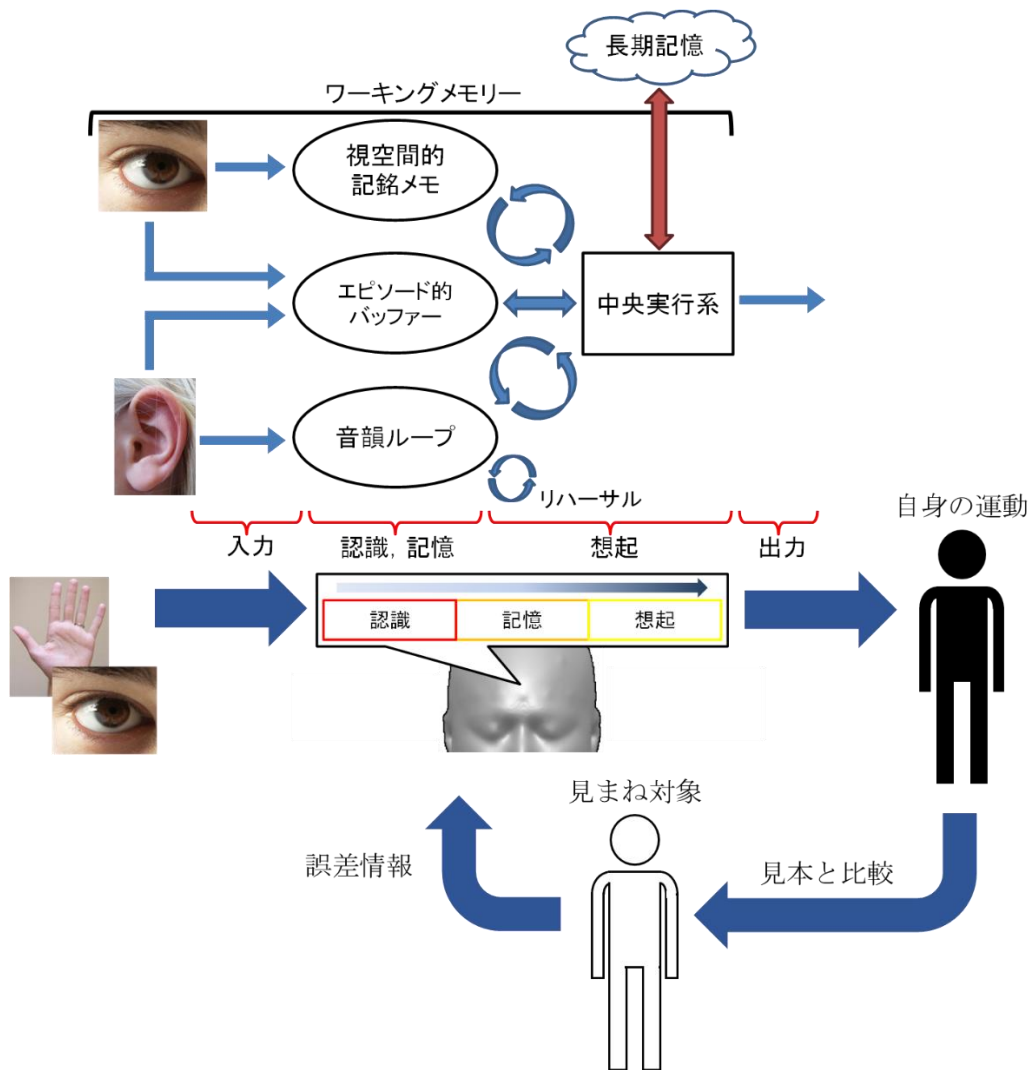 長期記憶
ワーキングメモリー
視空間的
記銘メモ
エピソード的
バッファー
中央実行系
音韻ループ
リハーサル
入力
認識, 記憶
想起
出力
自身の運動
認識
記憶
想起
見まね対象
誤差情報
見本と比較